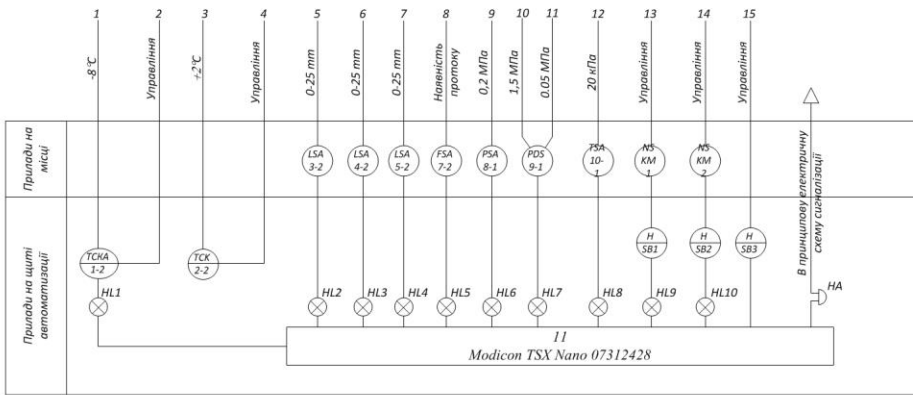 1 2 3 4 5 6 7 8 9 10 11 12 13 14 15
-8°C
Управління
+2°C
Управління
0-25 mm
0-25 mm
0-25 mm
Наявність
протоку
0,2 МПа
1,5 МПа
0.05 МПа
20 кПа
Управління
Управління
Управління
Прилади на
місці
LSA
3-2
LSA
4-2
LSA
5-2
FSA
7-2
PSA
8-1
PDS
9-1
TSA
10-
1
NS
KM
1
NS
KM
2
В принципову електричну
схему сигналізації
Прилади на щиті
автоматизації
ТСКА
1-2
ТСК
2-2
H
SB1
H
SB2
H
SB3
HL1
HL2
HL3
HL4
HL5
HL6
HL7
HL8
HL9
HL10
HA
11
Modicon TSX Nano 07312428